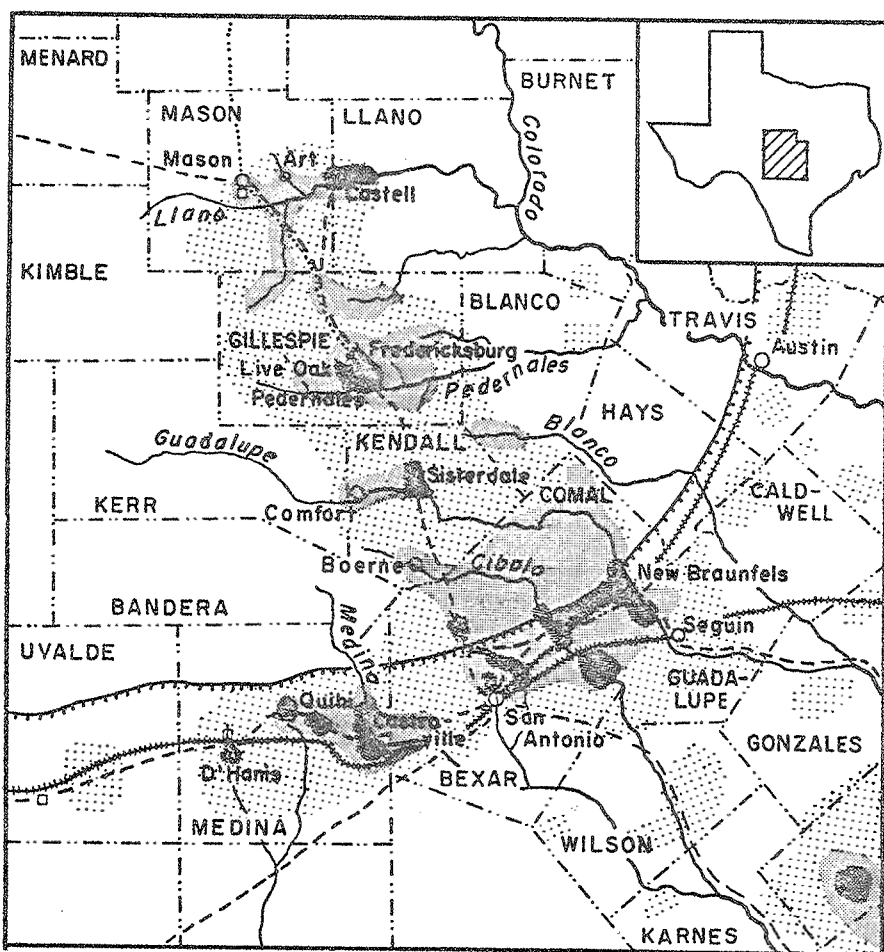 MENARD
BURNET
MASON
LLANO
Colorado
Mason
Art
Castell
Llano
KIMBLE
BLANCO
TRAVIS
GILLESPIE
Fredericksburg
Austin
Live Oak
Pedernales
Pedernales
HAYS
Blanco
Guadalupe
KENDALL
Sisterdale
COMAL
CALD-
WELL
KERR
Comfort
Boerne
Cibolo
New Braunfels
BANDERA
Medina
Seguin
UVALDE
GUADA-
LUPE
Quihi
Castro-
ville
San
Antonio
GONZALES
D'Hanis
BEXAR
MEDINA
WILSON
KARNES